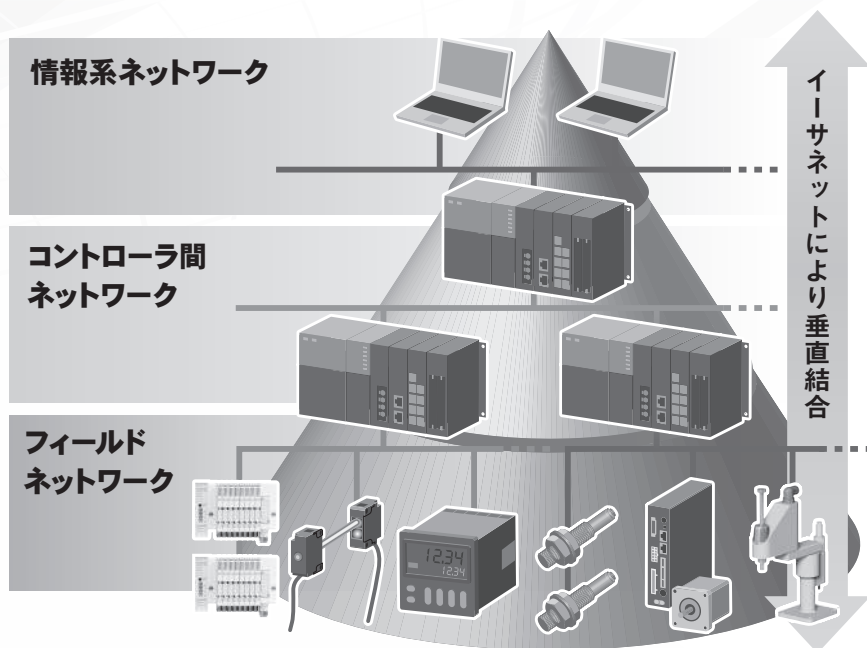 情報系ネットワーク
コントローラ間
ネットワーク
フィールド
ネットワーク
12.34
12.34
イーサネットにより垂直結合